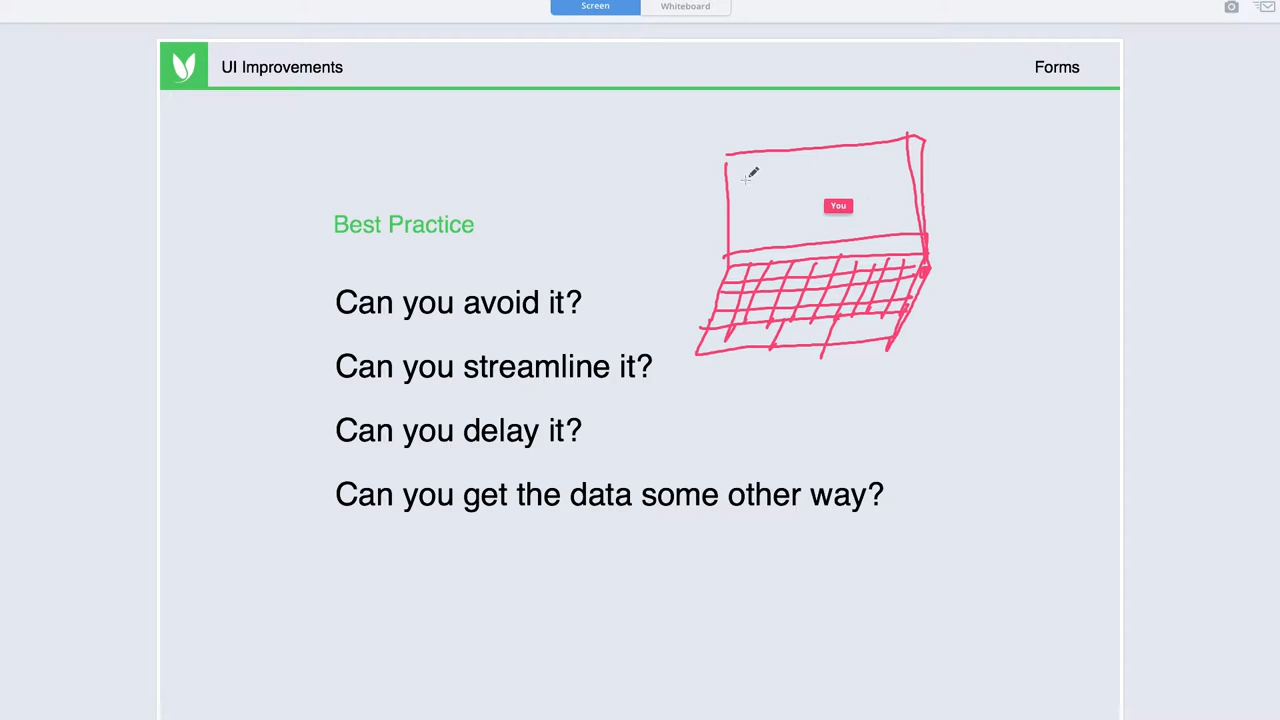 Screen
Whiteboard
UI Improvements
Forms
You
Best Practice
Can you avoid it?
Can you streamline it?
Can you delay it?
Can you get the data some other way?